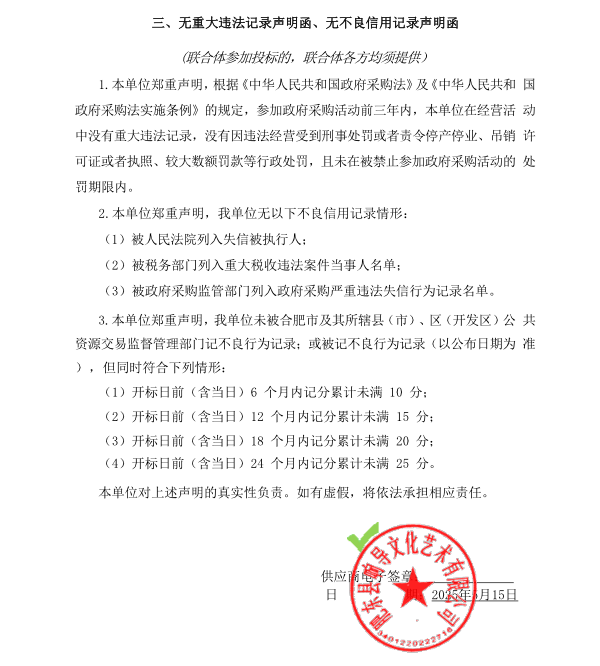 三、无重大违法记录声明函、无不良信用记录声明函
(联合体参加投标的，联合体各方均须提供）
1.本单位郑重声明，根据《中华人民共和国政府采购法》及《中华人民共和 国
政府采购法实施条例》的规定，参加政府采购活动前三年内，本单位在经营活 动
中没有重大违法记录，没有因违法经营受到刑事处罚或者责令停产停业、吊销 许
可证或者执照、较大数额罚款等行政处罚，且未在被禁止参加政府采购活动的 处
罚期限内。
2.本单位郑重声明，我单位无以下不良信用记录情形：
（1）被人民法院列入失信被执行人；
（2）被税务部门列入重大税收违法案件当事人名单；
（3）被政府采购监管部门列入政府采购严重违法失信行为记录名单。
3.本单位郑重声明，我单位未被合肥市及其所辖县（市）、区（开发区）公 共
资源交易监督管理部门记不良行为记录；或被记不良行为记录（以公布日期为 准
），但同时符合下列情形：
（1）开标日前（含当日）6 个月内记分累计未满 10 分；
（2）开标日前（含当日）12 个月内记分累计未满 15 分；
（3）开标日前（含当日）18 个月内记分累计未满 20 分；
（4）开标日前（含当日）24 个月内记分累计未满 25 分。
本单位对上述声明的真实性负责。如有虚假，将依法承担相应责任。
供应商电子签章：
日 期：2025年5月15日
肥东县 导文化艺术有限公司
3401220222716